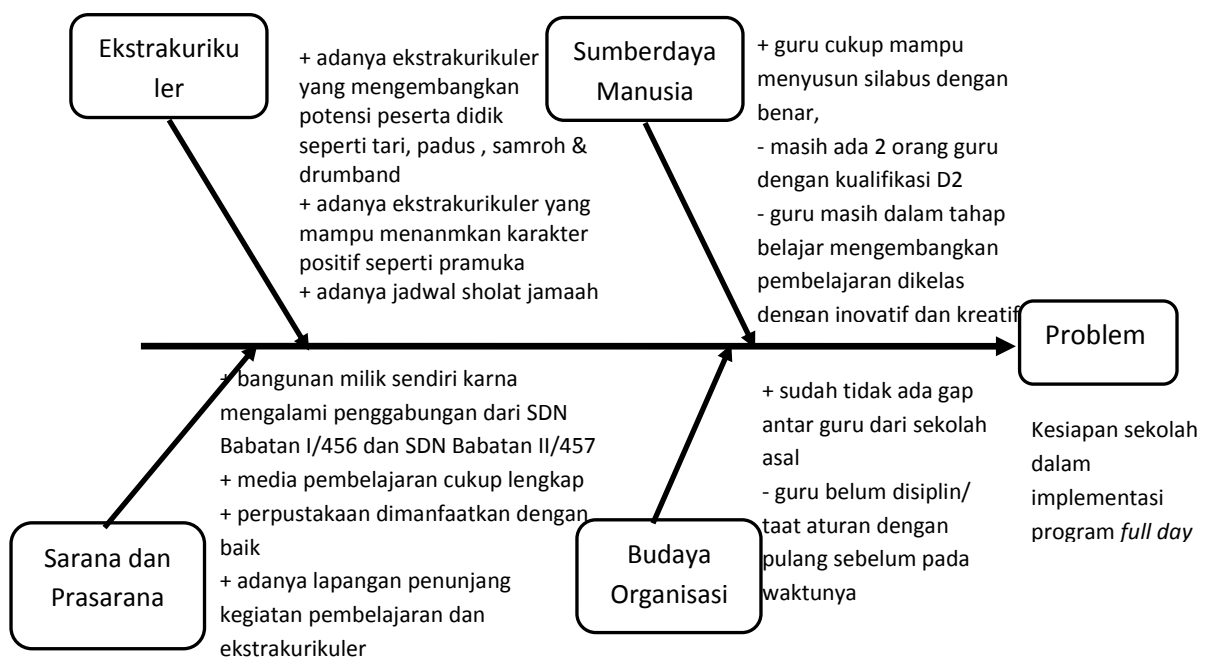 Ekstrakuriku
ler
+ adanya ekstrakurikuler
yang mengembangkan
potensi peserta didik
seperti tari, padus , samroh &
drumband
+ adanya ekstrakurikuler yang
mampu menanmkan karakter
positif seperti pramuka
+ adanya jadwal sholat jamaah
Sumberdaya
Manusia
+ guru cukup mampu
menyusun silabus dengan
benar,
- masih ada 2 orang guru
dengan kualifikasi D2
- guru masih dalam tahap
belajar mengembangkan
pembelajaran dikelas
dengan inovatif dan kreatif
Problem
Kesiapan sekolah
dalam
implementasi
program full day
Sarana dan
Prasarana
+ bangunan milik sendiri karna
mengalami penggabungan dari SDN
Babatan I/456 dan SDN Babatan II/457
+ media pembelajaran cukup lengkap
+ perpustakaan dimanfaatkan dengan
baik
+ adanya lapangan penunjang
kegiatan pembelajaran dan
ekstrakurikuler
Budaya
Organisasi
+ sudah tidak ada gap
antar guru dari sekolah
asal
- guru belum disiplin/
taat aturan dengan
pulang sebelum pada
waktunya